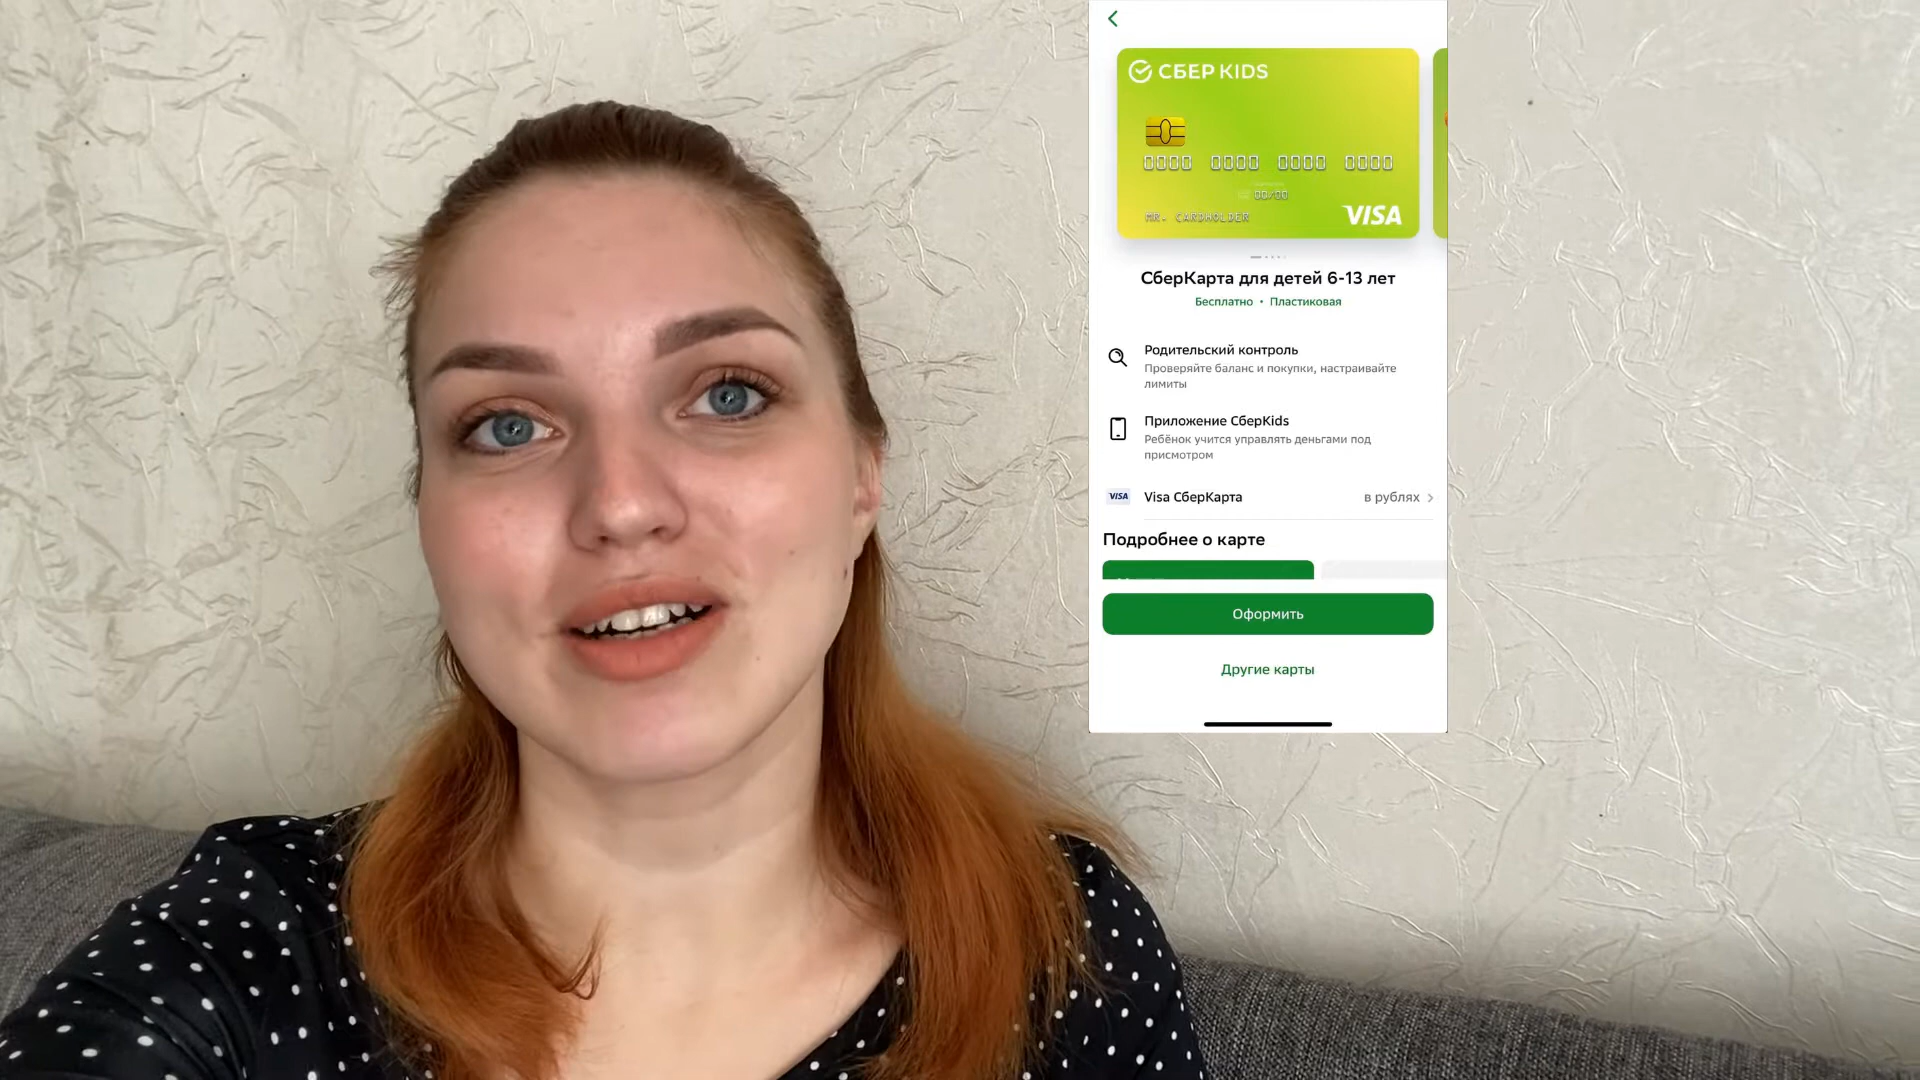 СБЕР KIDS
0000 0000 0000 0000
00/00
MR. CARDHOLDER
VISA
СберКарта для детей 6-13 лет
Бесплатно • Пластиковая
Родительский контроль
Проверяйте баланс и покупки, настраивайте
лимиты
Приложение СберKids
Ребёнок учится управлять деньгами под
присмотром
VISA Visa СберКарта в рублях
Подробнее о карте
Оформить
Другие карты